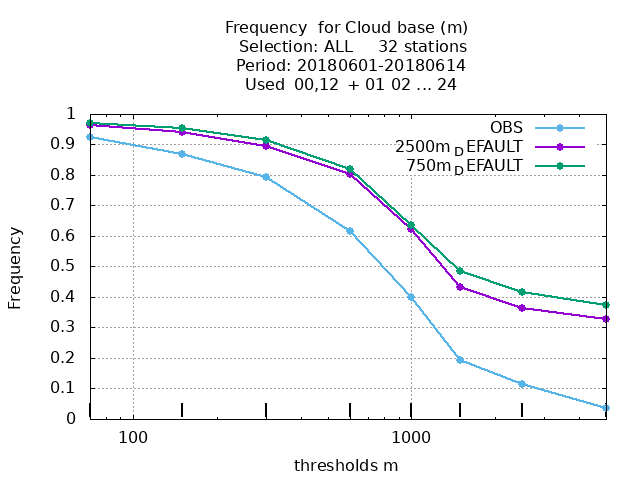 Frequency  for Cloud base (m)
Selection: ALL     32 stations
Period: 20180601-20180614
Used  00,12  + 01 02 ... 24
OBS
2500m_DEFAULT
750m_DEFAULT
1
0.9
0.8
0.7
0.6
0.5
0.4
0.3
0.2
0.1
0
Frequency
100 1000
thresholds m